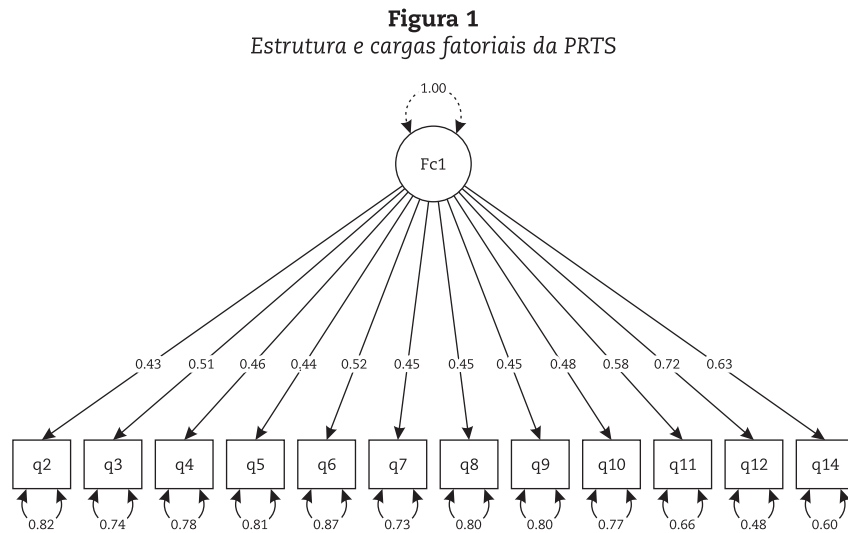 Figura 1
Estrutura e cargas fatoriais da PRTS
1.00
Fc1
0.43 0.51 0.46 0.44 0.52 0.45 0.45 0.45 0.48 0.58 0.72 0.63
q2 q3 q4 q5 q6 q7 q8 q9 q10 q11 q12 q14
0.82 0.74 0.78 0.81 0.87 0.73 0.80 0.80 0.77 0.66 0.48 0.60